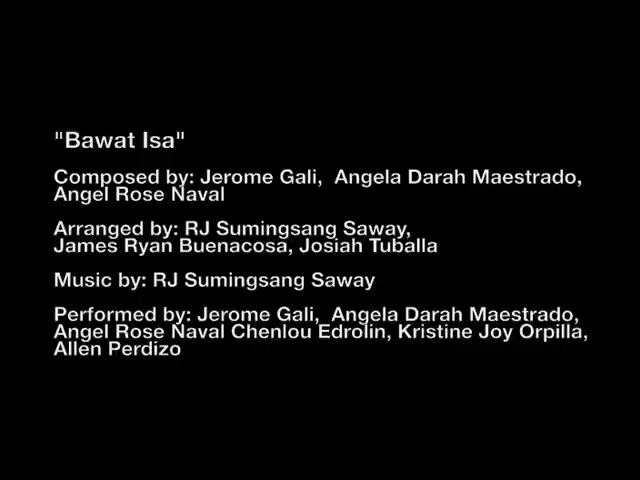 "Bawat Isa"
Composed by: Jerome Gali,  Angela Darah Maestrado,
Angel Rose Naval
Arranged by: RJ Sumingsang Saway,
James Ryan Buenacosa, Josiah Tuballa
Music by: RJ Sumingsang Saway
Performed by: Jerome Gali,  Angela Darah Maestrado,
Angel Rose Naval Chenlou Edrolin, Kristine Joy Orpilla,
Allen Perdizo